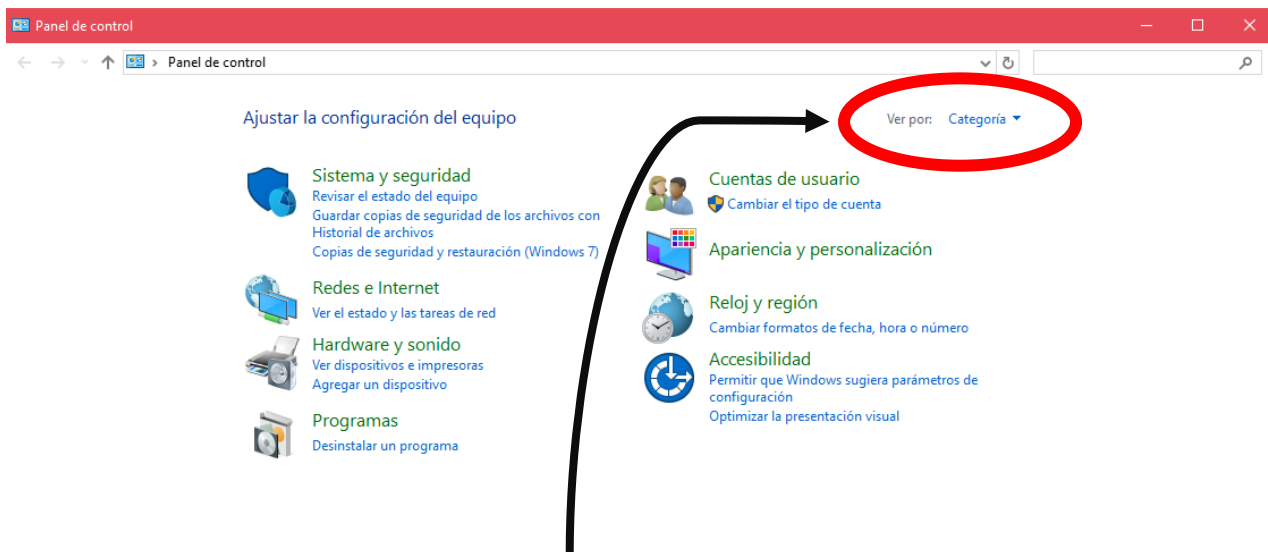 Panel de control
Panel de control
Ajustar la configuración del equipo
Ver por: Categoría
Sistema y seguridad
Revisar el estado del equipo
Guardar copias de seguridad de los archivos con
Historial de archivos
Copias de seguridad y restauración (Windows 7)
Redes e Internet
Ver el estado y las tareas de red
Hardware y sonido
Ver dispositivos e impresoras
Agregar un dispositivo
Programas
Desinstalar un programa
Cuentas de usuario
Cambiar el tipo de cuenta
Apariencia y personalización
Reloj y región
Cambiar formatos de fecha, hora o número
Accesibilidad
Permitir que Windows sugiera parámetros de
configuración
Optimizar la presentación visual